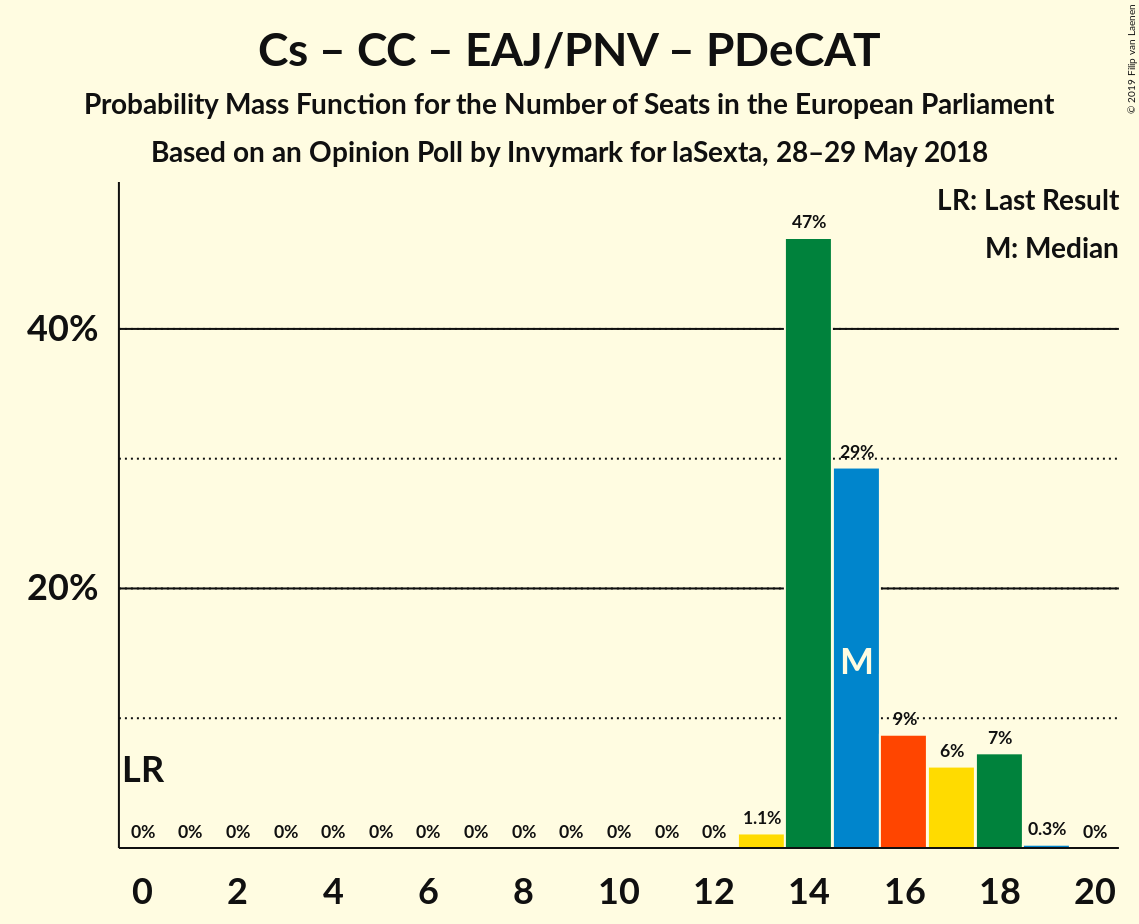 Cs – CC – EAJ/PNV – PDeCAT
Probability Mass Function for the Number of Seats in the European Parliament
Based on an Opinion Poll by Invymark for laSexta, 28–29 May 2018
© 2019 Filip van Laenen
LR: Last Result
M: Median
47%
40%
29%
20%
M
9%
7%
6%
LR
1.1%
0% 0% 0% 0% 0% 0% 0% 0% 0% 0% 0% 0% 0% 0.3% 0%
0 2 4 6 8 10 12 14 16 18 20